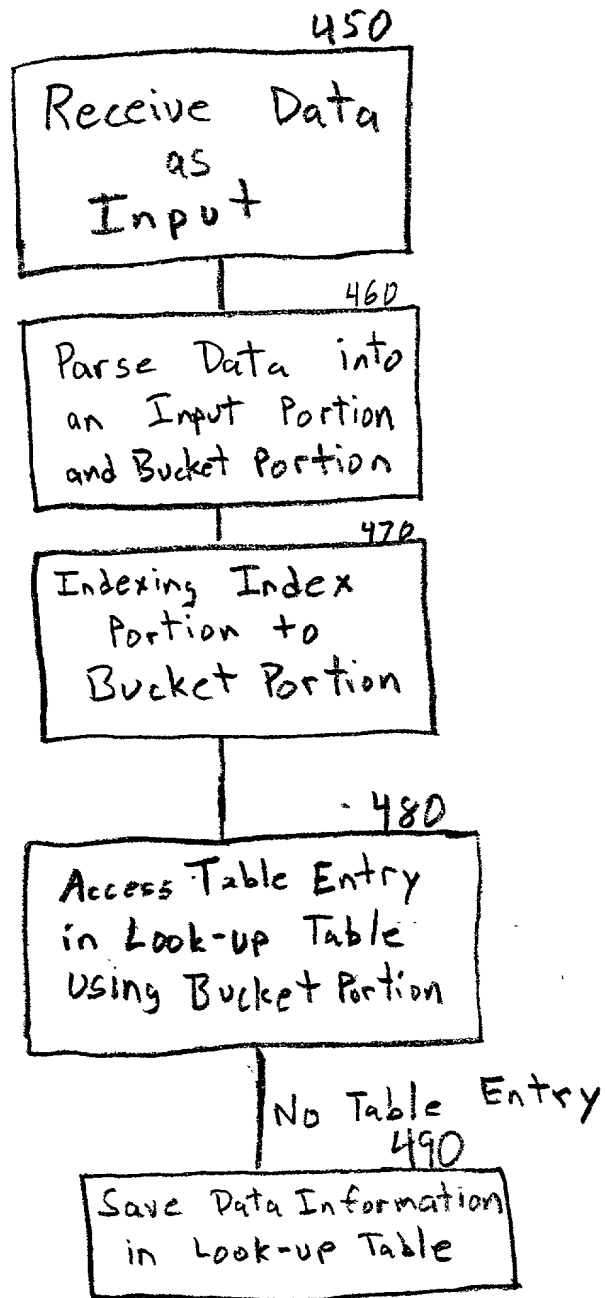 450
Receive Data
as
Input
460
Parse Data into
an Input Portion
and Bucket Portion
470
Indexing Index
Portion to
Bucket Portion
480
Access Table Entry
in Look-up Table
Using Bucket Portion
No Table Entry
490
Save Data Information
in Look-up Table